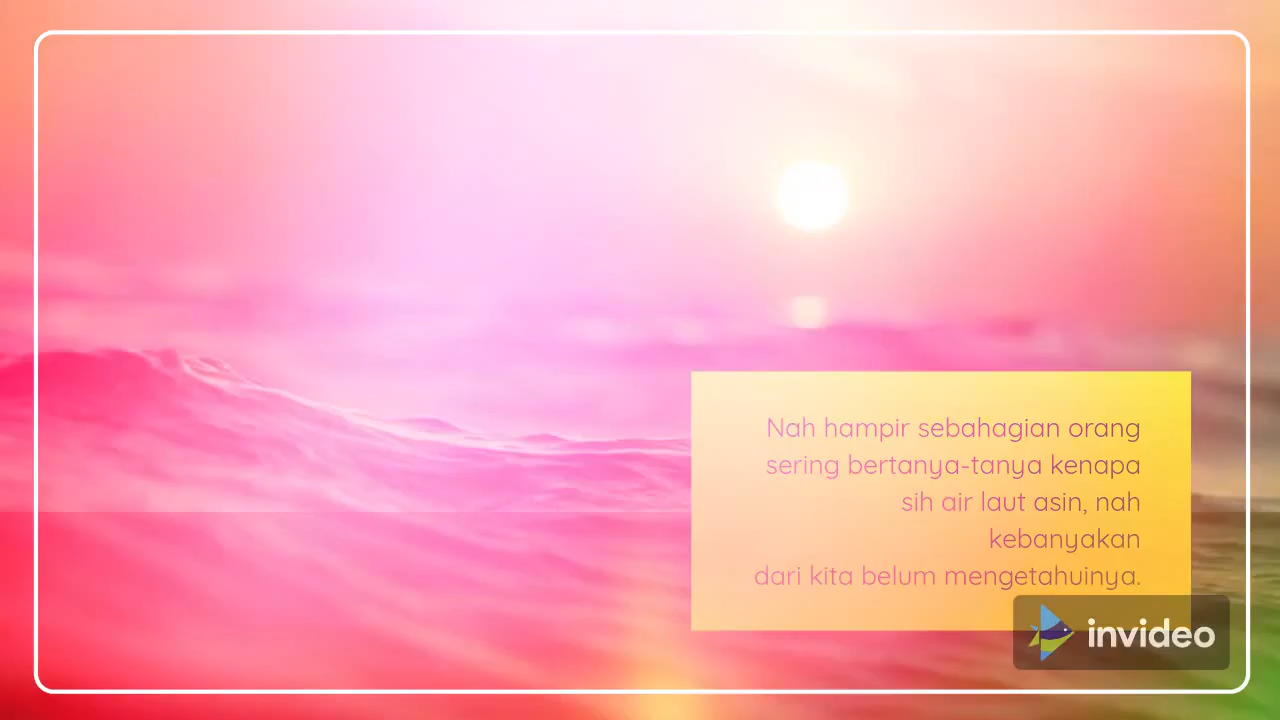 Nah hampir sebahagian orang
sering bertanya-tanya kenapa
sih air laut asin, nah
kebanyakan
dari kita belum mengetahuinya.
invideo